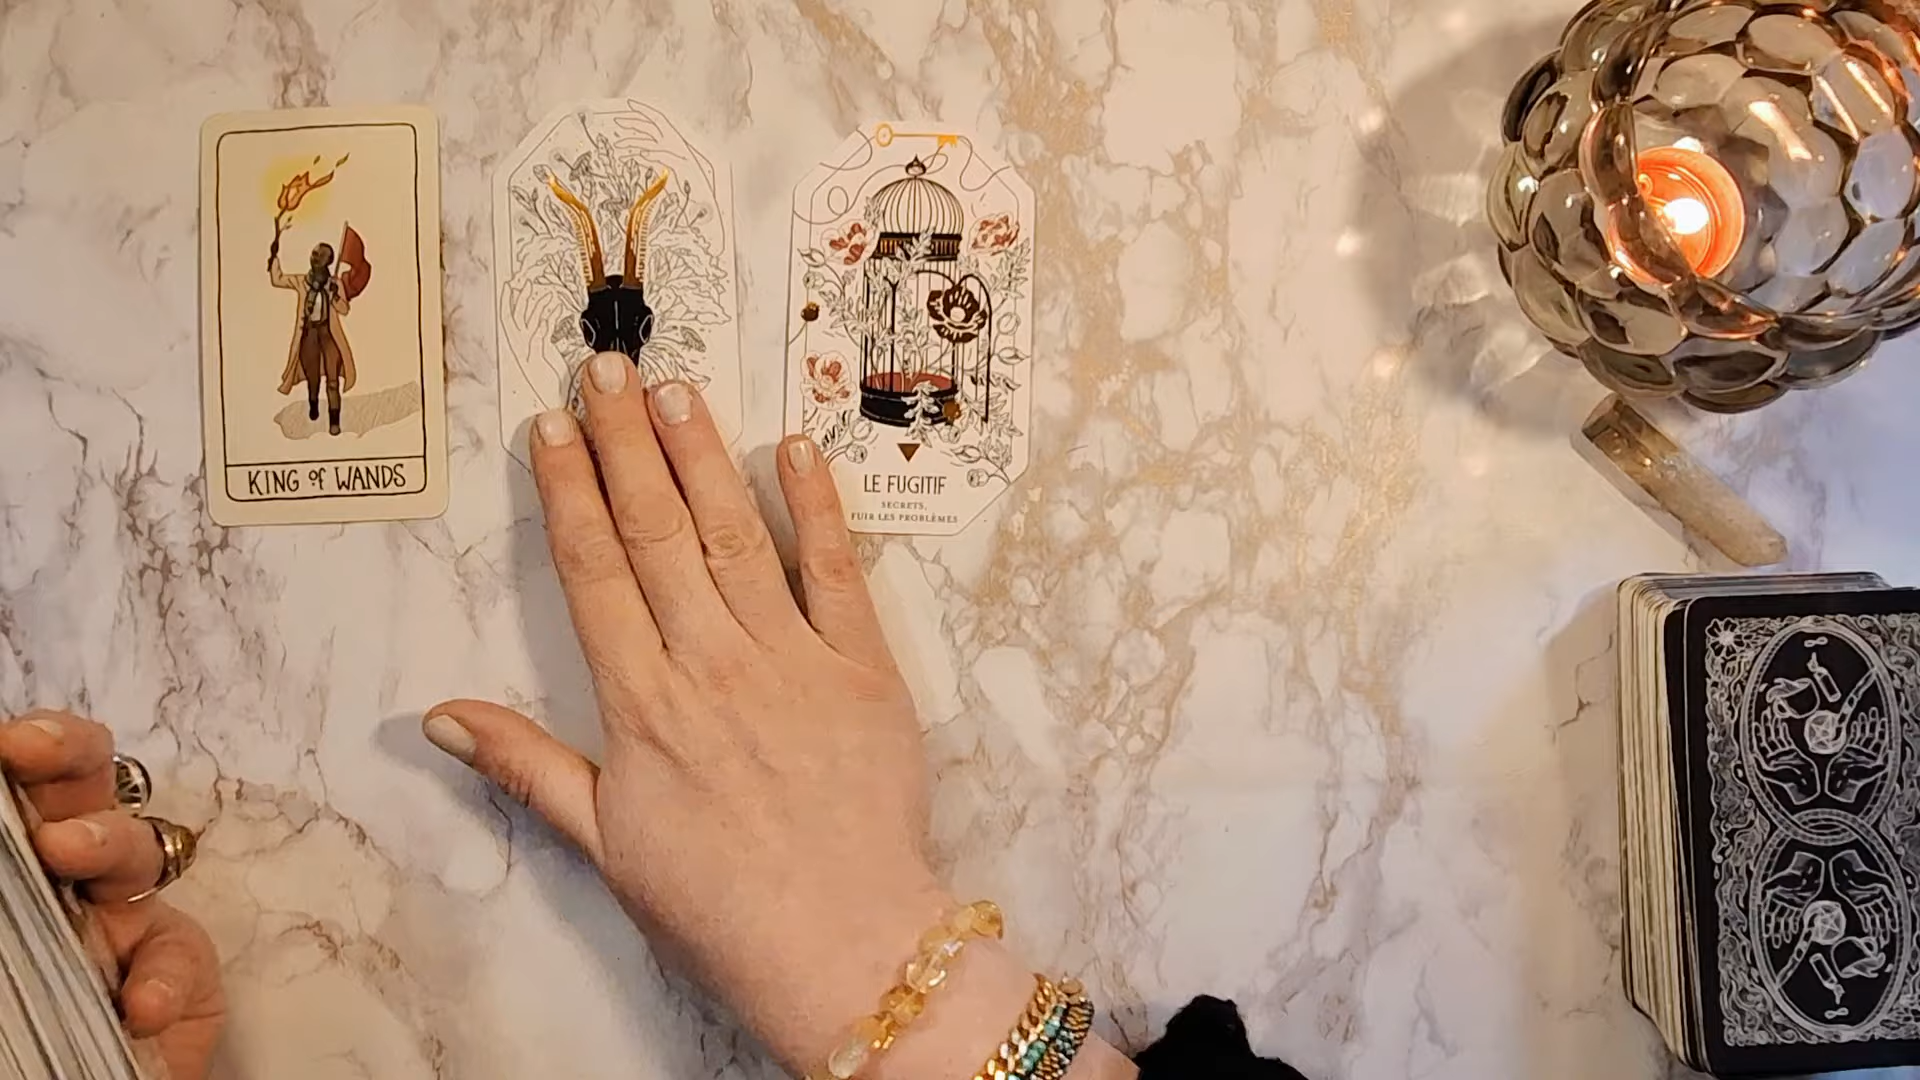 KING of WANDS
LE FUGITIF
SECRETS,
FUIR LES PROBLÈMES